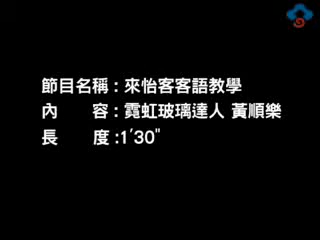 節目名稱 : 來怡客客語教學
內 容 : 霓虹玻璃達人 黃順樂
長 度 :1'30"